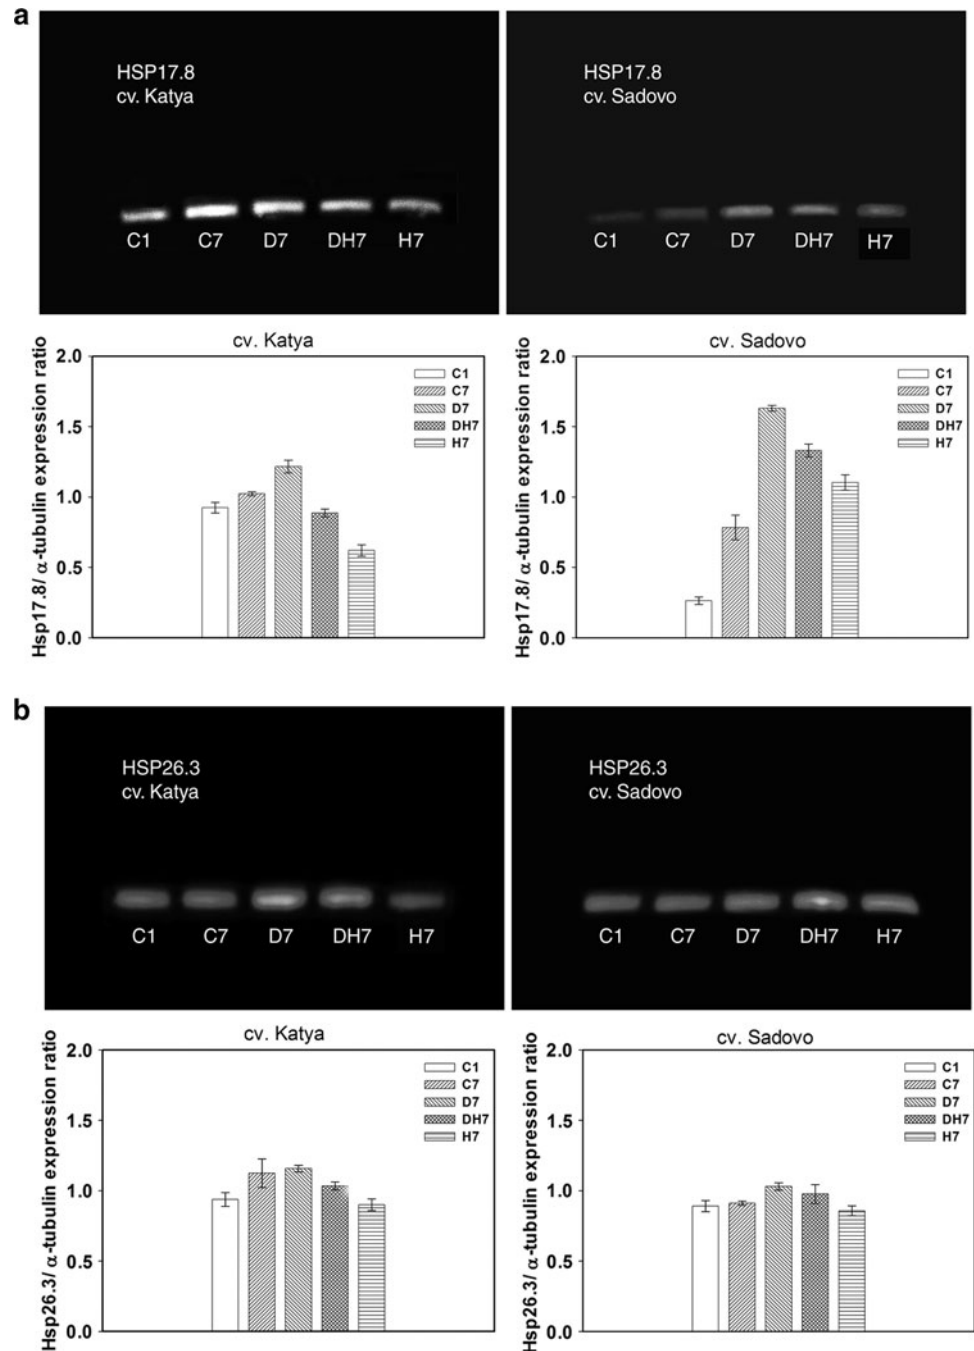 a
HSP17.8
cv. Katya
C1 C7 D7 DH7 H7
HSP17.8
cv. Sadovo
C1 C7 D7 DH7 H7
cv. Katya
Hsp17.8/ α-tubulin expression ratio
2.0
1.5
1.0
0.5
0.0
C1
C7
D7
DH7
H7
cv. Sadovo
Hsp17.8/ α-tubulin expression ratio
2.0
1.5
1.0
0.5
0.0
C1
C7
D7
DH7
H7
b
HSP26.3
cv. Katya
C1 C7 D7 DH7 H7
HSP26.3
cv. Sadovo
C1 C7 D7 DH7 H7
cv. Katya
Hsp26.3/ α-tubulin expression ratio
2.0
1.5
1.0
0.5
0.0
C1
C7
D7
DH7
H7
cv. Sadovo
Hsp26.3/ α-tubulin expression ratio
2.0
1.5
1.0
0.5
0.0
C1
C7
D7
DH7
H7